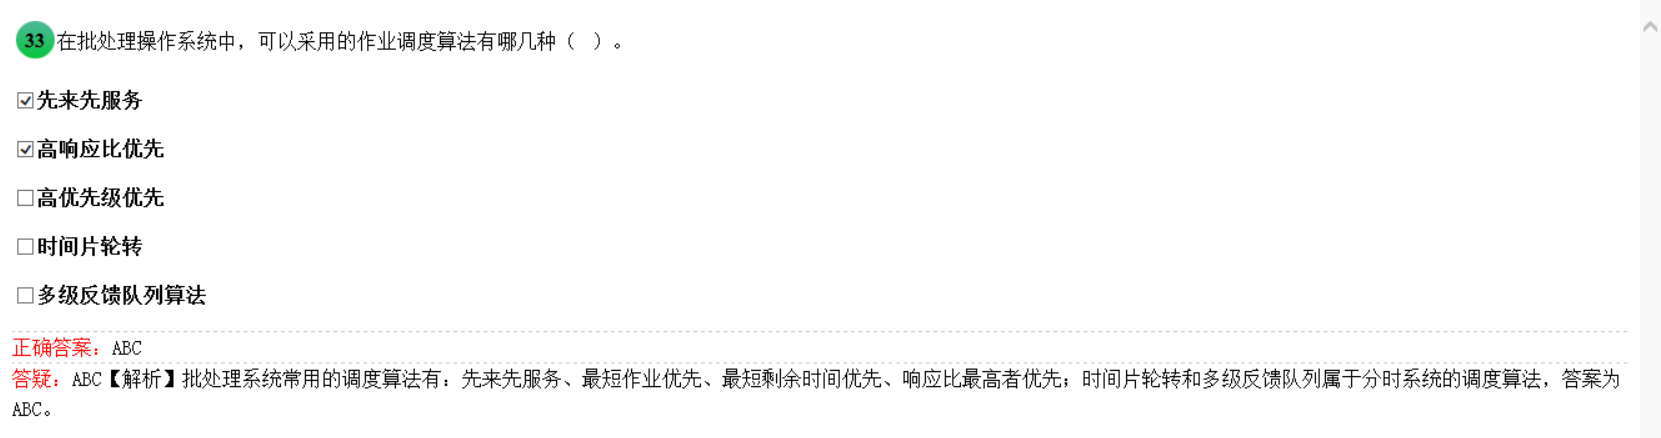 33 在批处理操作系统中，可以采用的作业调度算法有哪几种（ ）。
先来先服务
高响应比优先
高优先级优先
时间片轮转
多级反馈队列算法
正确答案：ABC
答疑：ABC【解析】批处理系统常用的调度算法有：先来先服务、最短作业优先、最短剩余时间优先、响应比最高者优先；时间片轮转和多级反馈队列属于分时系统的调度算法，答案为
ABC。